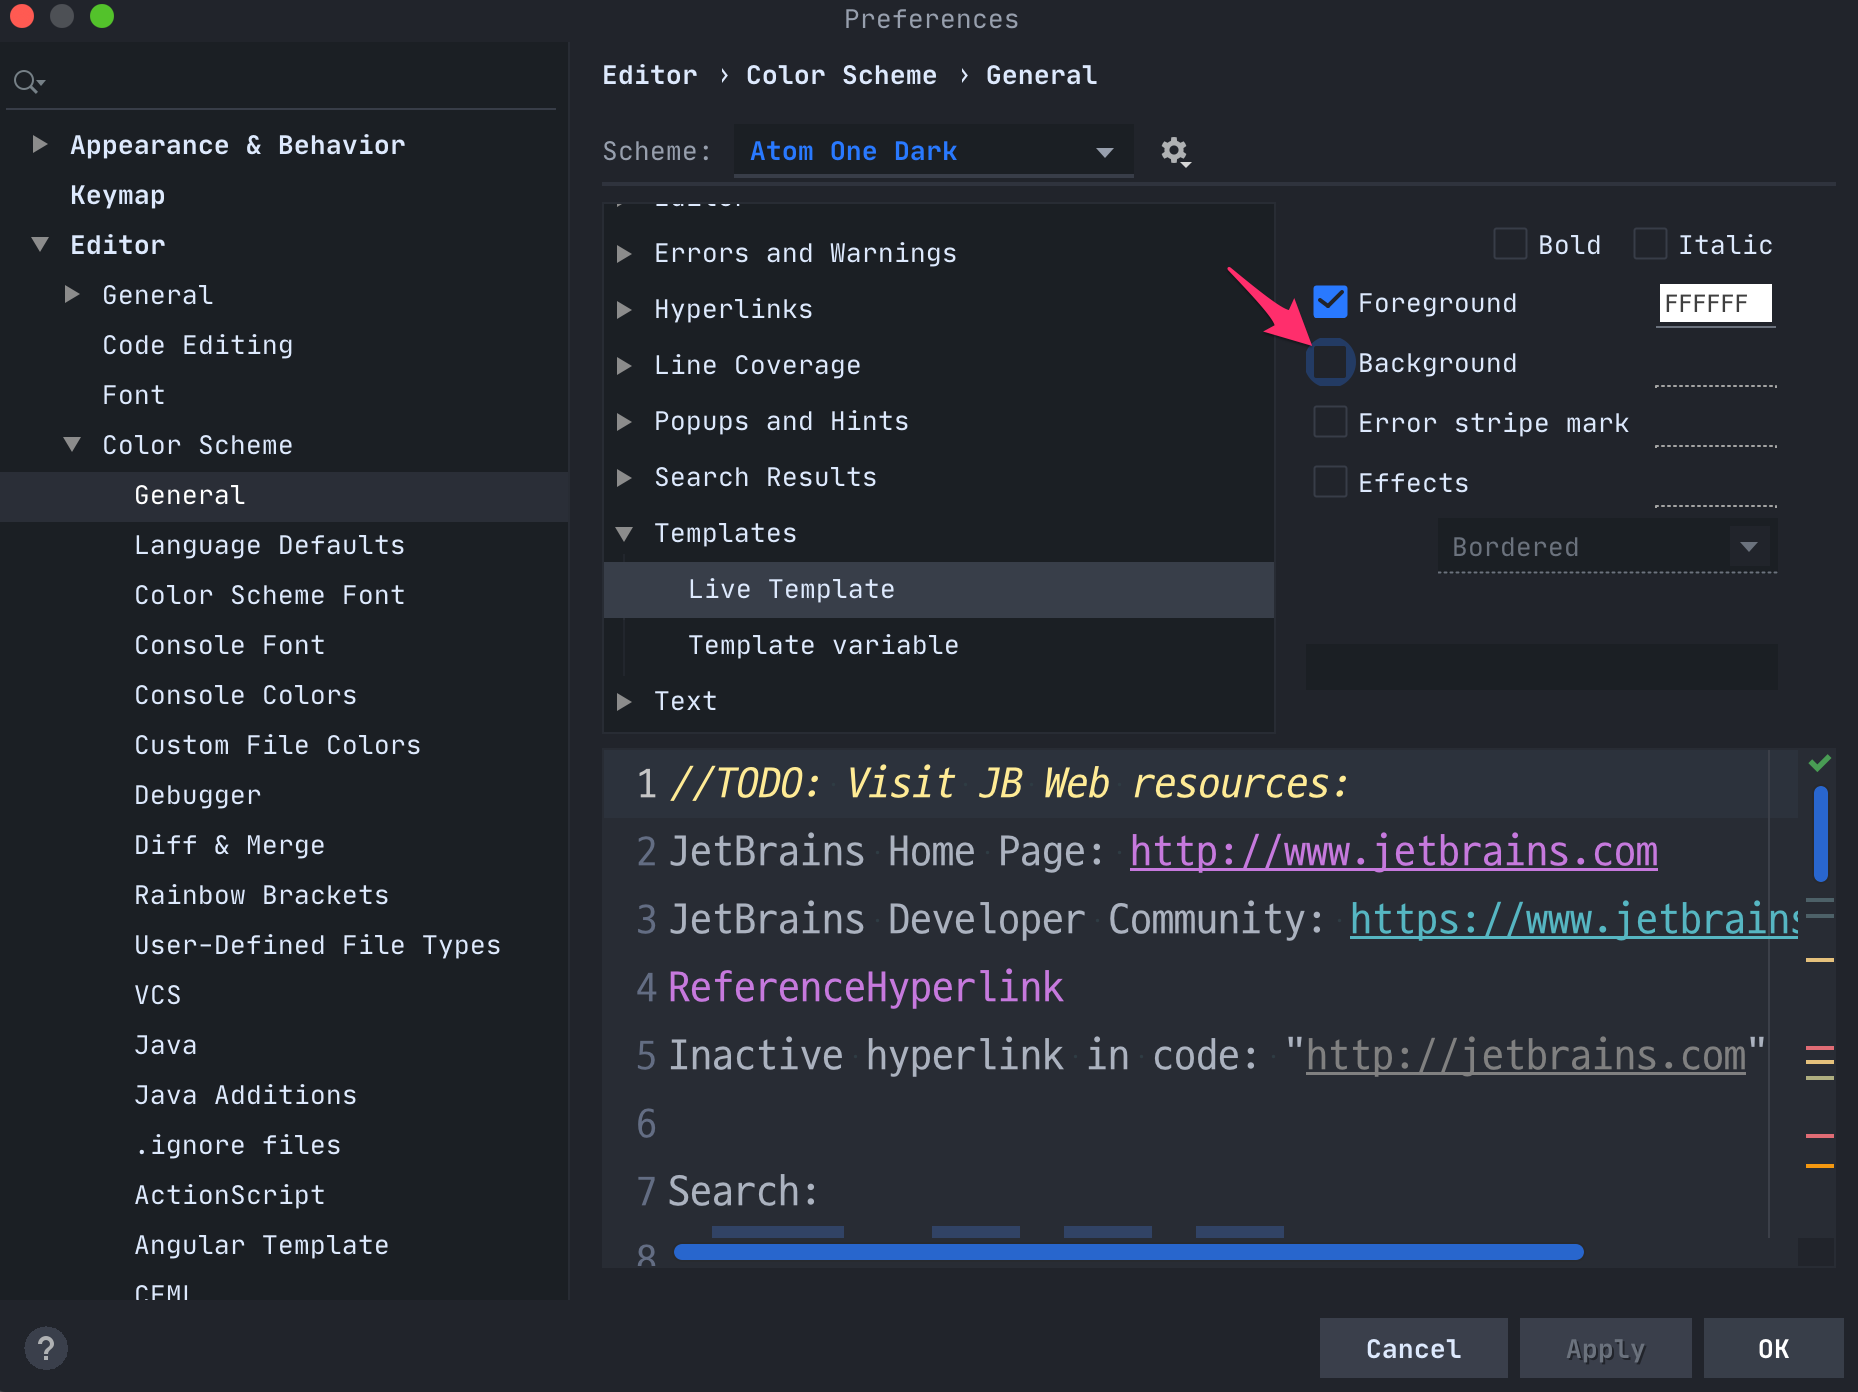 Preferences
Appearance & Behavior
Keymap
Editor
General
Code Editing
Font
Color Scheme
General
Language Defaults
Color Scheme Font
Console Font
Console Colors
Custom File Colors
Debugger
Diff & Merge
Rainbow Brackets
User-Defined File Types
VCS
Java
Java Additions
.ignore files
ActionScript
Angular Template
CFML
?
Editor › Color Scheme › General
Scheme: Atom One Dark
Editor
Errors and Warnings
Hyperlinks
Line Coverage
Popups and Hints
Search Results
Templates
Live Template
Template variable
Text
Bold Italic
Foreground FFFFFF
Background
Error stripe mark
Effects
Bordered
1 //TODO: Visit JB Web resources:
2 JetBrains Home Page: http://www.jetbrains.com
3 JetBrains Developer Community: https://www.jetbrains
4 ReferenceHyperlink
5 Inactive hyperlink in code: "http://jetbrains.com"
6
7 Search:
8
Cancel Apply OK